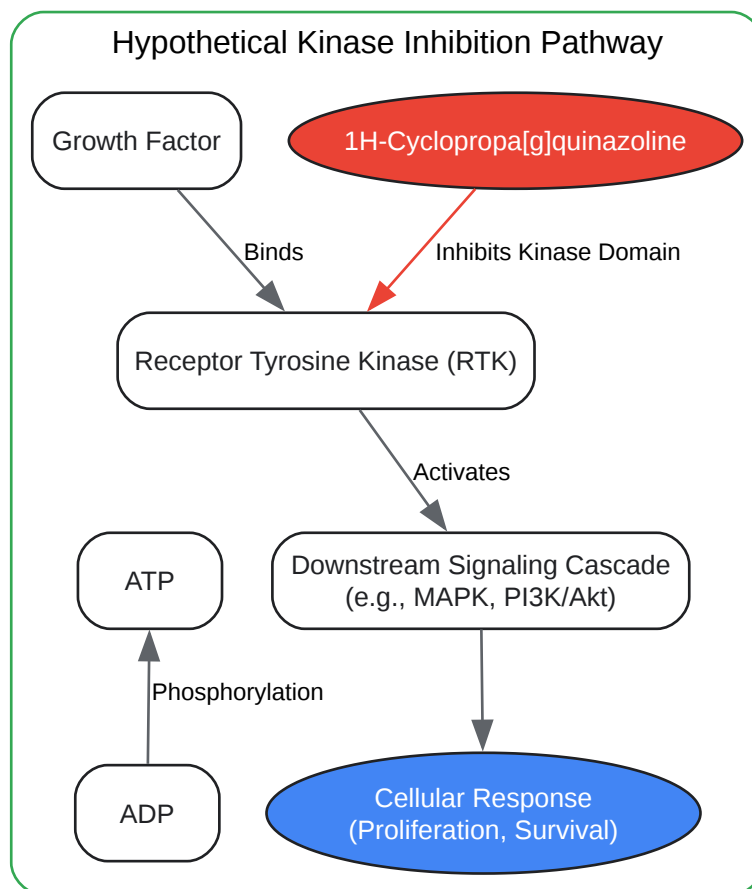 Hypothetical Kinase Inhibition Pathway
Growth Factor
1H-Cyclopropa[g]quinazoline
Binds
Inhibits Kinase Domain
Receptor Tyrosine Kinase (RTK)
Activates
ATP
Downstream Signaling Cascade
(e.g., MAPK, PI3K/Akt)
Phosphorylation
ADP
Cellular Response
(Proliferation, Survival)